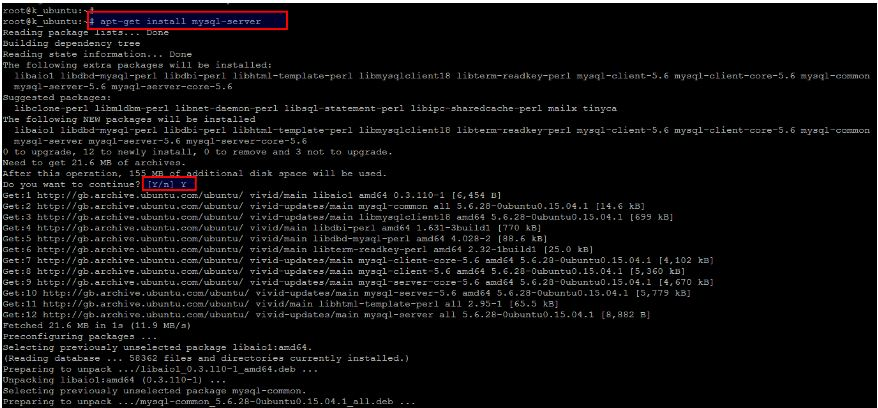 root@k_ubuntu:~#
root@k_ubuntu:~# apt-get install mysql-server
Reading package lists... Done
Building dependency tree
Reading state information... Done
The following extra packages will be installed:
libaio1 libdbd-mysql-perl libdbi-perl libhtml-template-perl libmysqlclient18 libterm-readkey-perl mysql-client-5.6 mysql-client-core-5.6 mysql-common
mysql-server-5.6 mysql-server-core-5.6
Suggested packages:
libclone-perl libmldbm-perl libnet-daemon-perl libsql-statement-perl libipc-sharedcache-perl mailx tinyca
The following NEW packages will be installed
libaio1 libdbd-mysql-perl libdbi-perl libhtml-template-perl libmysqlclient18 libterm-readkey-perl mysql-client-5.6 mysql-client-core-5.6 mysql-common
mysql-server mysql-server-5.6 mysql-server-core-5.6
0 to upgrade, 12 to newly install, 0 to remove and 3 not to upgrade.
Need to get 21.6 MB of archives.
After this operation, 155 MB of additional disk space will be used.
Do you want to continue? [Y/n] Y
Get:1 http://gb.archive.ubuntu.com/ubuntu/ vivid/main libaio1 amd64 0.3.110-1 [6,454 B]
Get:2 http://gb.archive.ubuntu.com/ubuntu/ vivid-updates/main mysql-common all 5.6.28-0ubuntu0.15.04.1 [14.6 kB]
Get:3 http://gb.archive.ubuntu.com/ubuntu/ vivid-updates/main libmysqlclient18 amd64 5.6.28-0ubuntu0.15.04.1 [699 kB]
Get:4 http://gb.archive.ubuntu.com/ubuntu/ vivid/main libdbi-perl amd64 1.631-3build1 [770 kB]
Get:5 http://gb.archive.ubuntu.com/ubuntu/ vivid/main libdbd-mysql-perl amd64 4.028-2 [88.6 kB]
Get:6 http://gb.archive.ubuntu.com/ubuntu/ vivid/main libterm-readkey-perl amd64 2.32-1build1 [25.0 kB]
Get:7 http://gb.archive.ubuntu.com/ubuntu/ vivid-updates/main mysql-client-core-5.6 amd64 5.6.28-0ubuntu0.15.04.1 [4,102 kB]
Get:8 http://gb.archive.ubuntu.com/ubuntu/ vivid-updates/main mysql-client-5.6 amd64 5.6.28-0ubuntu0.15.04.1 [5,360 kB]
Get:9 http://gb.archive.ubuntu.com/ubuntu/ vivid-updates/main mysql-server-core-5.6 amd64 5.6.28-0ubuntu0.15.04.1 [4,670 kB]
Get:10 http://gb.archive.ubuntu.com/ubuntu/ vivid-updates/main mysql-server-5.6 amd64 5.6.28-0ubuntu0.15.04.1 [5,779 kB]
Get:11 http://gb.archive.ubuntu.com/ubuntu/ vivid/main libhtml-template-perl all 2.95-1 [65.5 kB]
Get:12 http://gb.archive.ubuntu.com/ubuntu/ vivid-updates/main mysql-server all 5.6.28-0ubuntu0.15.04.1 [8,882 B]
Fetched 21.6 MB in 1s (11.9 MB/s)
Preconfiguring packages ...
Selecting previously unselected package libaio1:amd64.
(Reading database ... 58362 files and directories currently installed.)
Preparing to unpack .../libaio1_0.3.110-1_amd64.deb ...
Unpacking libaio1:amd64 (0.3.110-1) ...
Selecting previously unselected package mysql-common.
Preparing to unpack .../mysql-common_5.6.28-0ubuntu0.15.04.1_all.deb ...